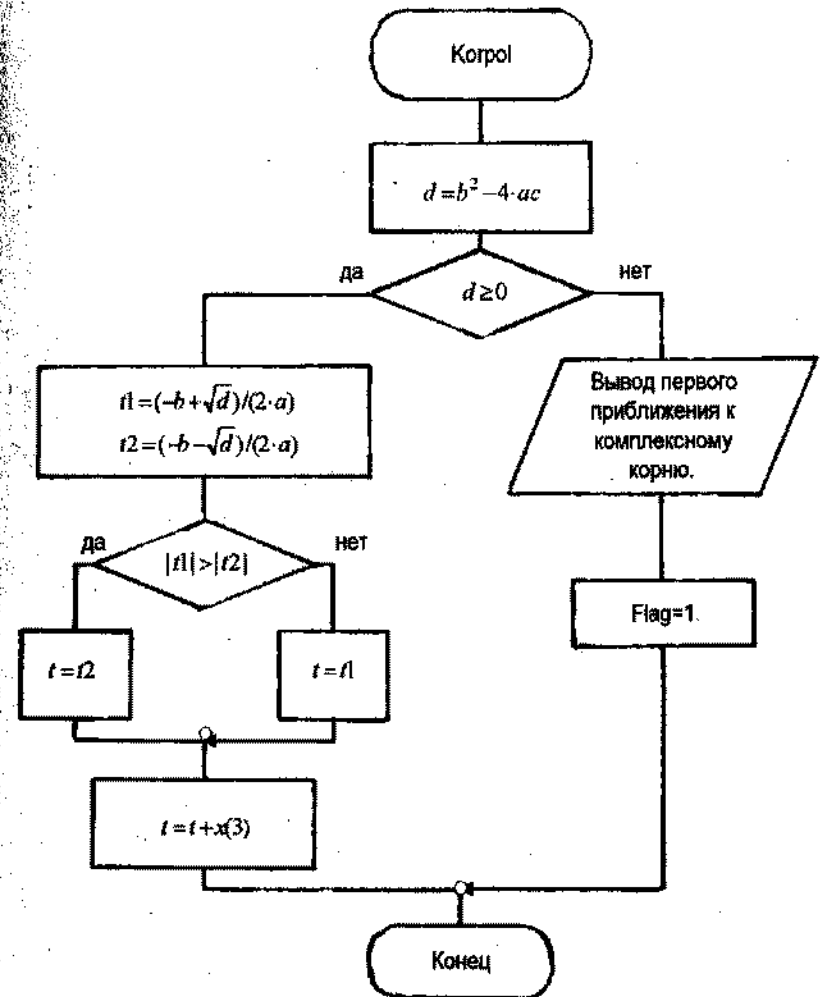 Korpol
d=b²−4·ac
да
d≥0
нет
t1=(-b+√d)/(2·a)
t2=(-b−√d)/(2·a)
Вывод первого
приближения к
комплексному
корню.
да
|t1|>|t2|
нет
Flag=1
t=t2
t=t1
t=t+x(3)
Конец